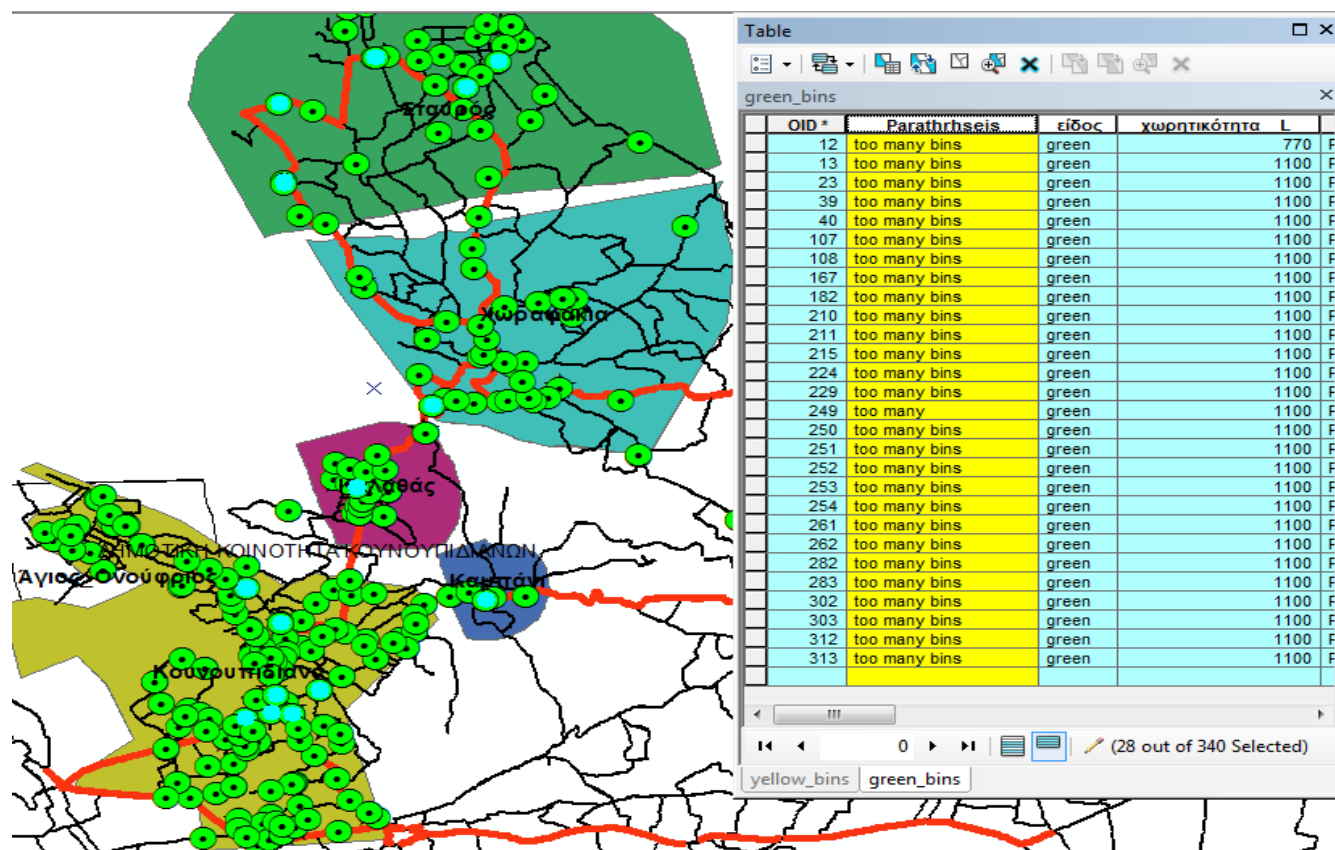 Σταυρός
Χωραφάκια
Καλαθάς
ΔΗΜΟΤΙΚΗ ΚΟΙΝΟΤΗΤΑ ΚΟΥΝΟΥΠΙΔΙΑΝΩΝ
Άγιος_Ονούφριος
Καμπάνι
Κουνουπιδιανά
Table
green_bins
OID * Parathrhseis είδος χωρητικότητα L
12 too many bins green 770 F
13 too many bins green 1100 F
23 too many bins green 1100 F
39 too many bins green 1100 F
40 too many bins green 1100 F
107 too many bins green 1100 F
108 too many bins green 1100 F
167 too many bins green 1100 F
182 too many bins green 1100 F
210 too many bins green 1100 F
211 too many bins green 1100 F
215 too many bins green 1100 F
224 too many bins green 1100 F
229 too many bins green 1100 F
249 too many green 1100 F
250 too many bins green 1100 F
251 too many bins green 1100 F
252 too many bins green 1100 F
253 too many bins green 1100 F
254 too many bins green 1100 F
261 too many bins green 1100 F
262 too many bins green 1100 F
282 too many bins green 1100 F
283 too many bins green 1100 F
302 too many bins green 1100 F
303 too many bins green 1100 F
312 too many bins green 1100 F
313 too many bins green 1100 F
0 (28 out of 340 Selected)
yellow_bins green_bins